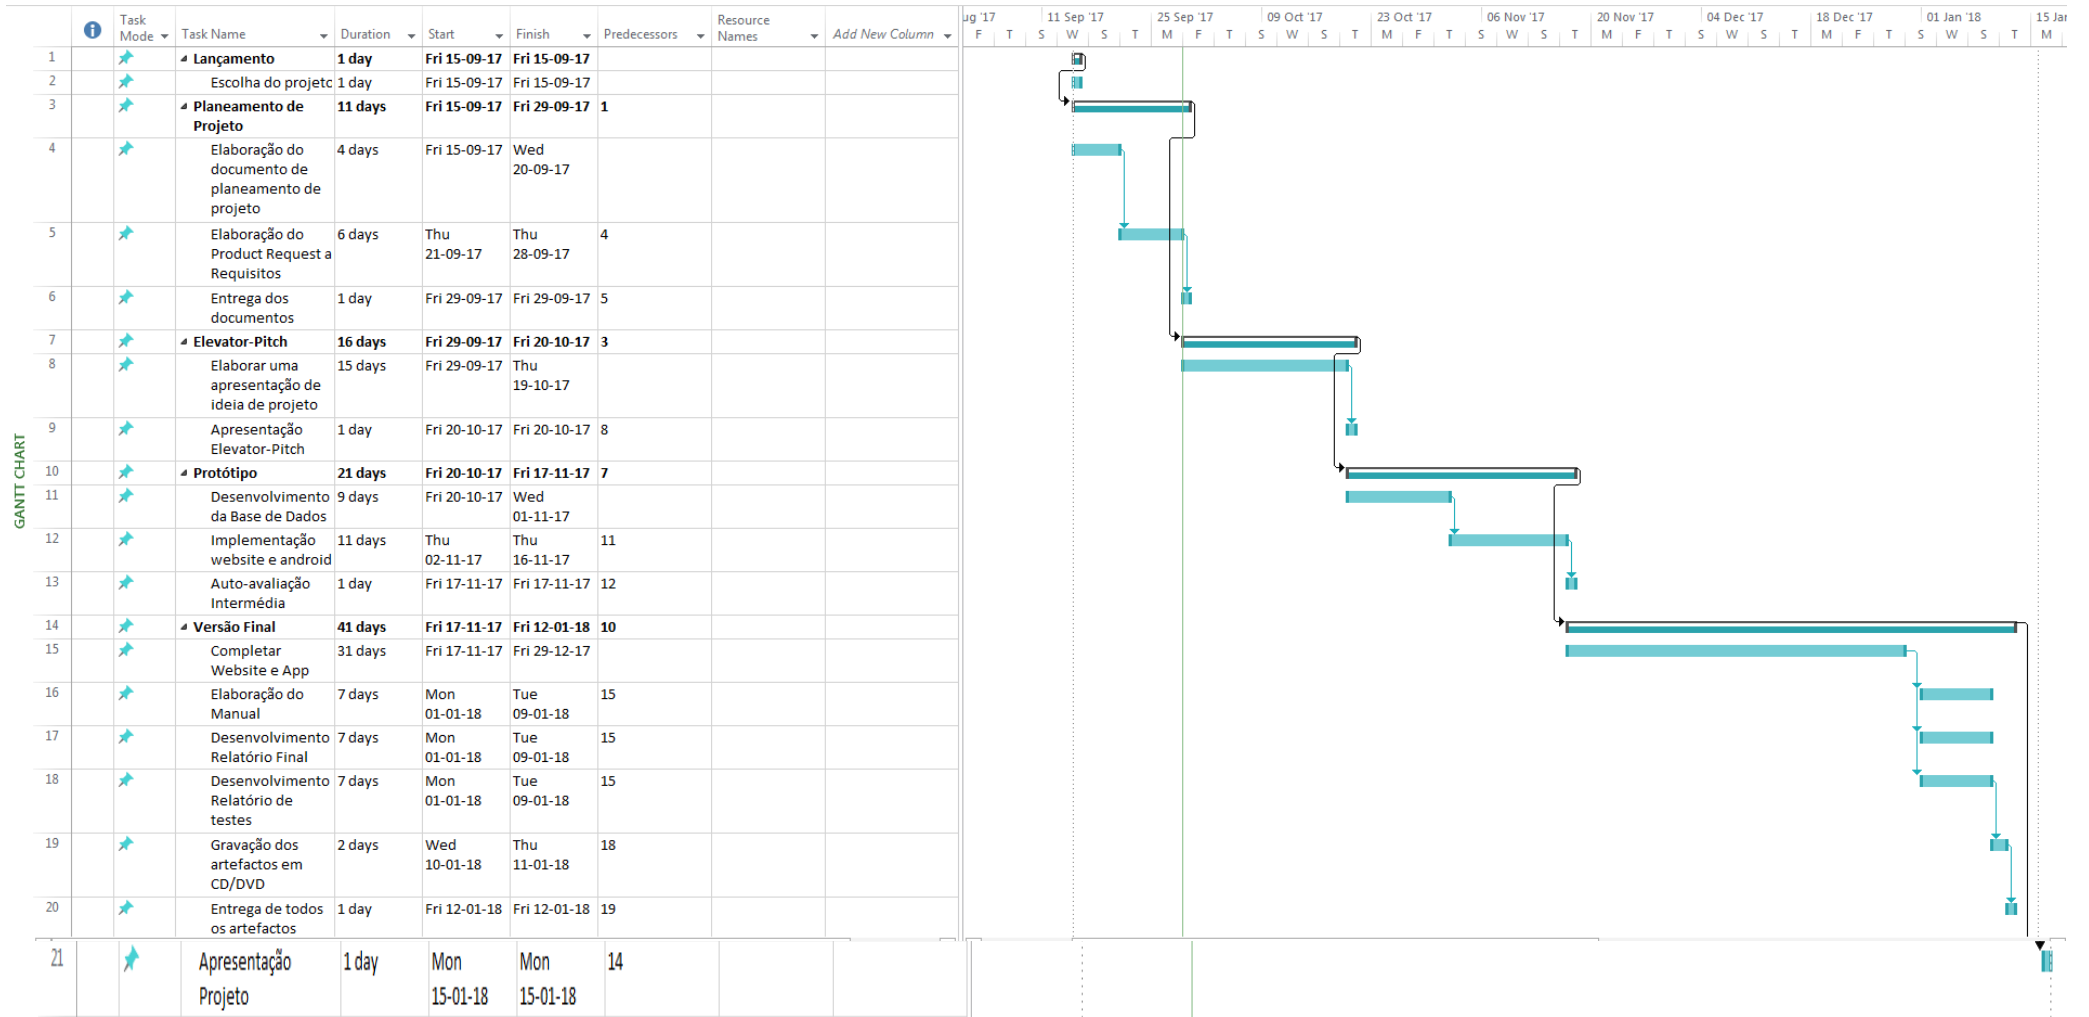 GANTT CHART
Task Mode Task Name Duration Start Finish Predecessors Resource Names Add New Column
ug '17 11 Sep '17 25 Sep '17 09 Oct '17 23 Oct '17 06 Nov '17 20 Nov '17 04 Dec '17 18 Dec '17 01 Jan '18 15 Jar
F T S W S T M F T S W S T M F T S W S T M F T S W S T M F T S W S T M
1 Lançamento 1 day Fri 15-09-17 Fri 15-09-17
2 Escolha do projeto 1 day Fri 15-09-17 Fri 15-09-17
3 Planeamento de 11 days Fri 15-09-17 Fri 29-09-17 1
Projeto
4 Elaboração do 4 days Fri 15-09-17 Wed
documento de 20-09-17
planeamento de
projeto
5 Elaboração do 6 days Thu Thu 4
Product Request a 21-09-17 28-09-17
Requisitos
6 Entrega dos 1 day Fri 29-09-17 Fri 29-09-17 5
documentos
7 Elevator-Pitch 16 days Fri 29-09-17 Fri 20-10-17 3
8 Elaborar uma 15 days Fri 29-09-17 Thu
apresentação de 19-10-17
ideia de projeto
9 Apresentação 1 day Fri 20-10-17 Fri 20-10-17 8
Elevator-Pitch
10 Protótipo 21 days Fri 20-10-17 Fri 17-11-17 7
11 Desenvolvimento 9 days Fri 20-10-17 Wed
da Base de Dados 01-11-17
12 Implementação 11 days Thu Thu 11
website e android 02-11-17 16-11-17
13 Auto-avaliação 1 day Fri 17-11-17 Fri 17-11-17 12
Intermédia
14 Versão Final 41 days Fri 17-11-17 Fri 12-01-18 10
15 Completar 31 days Fri 17-11-17 Fri 29-12-17
Website e App
16 Elaboração do 7 days Mon Tue 15
Manual 01-01-18 09-01-18
17 Desenvolvimento 7 days Mon Tue 15
Relatório Final 01-01-18 09-01-18
18 Desenvolvimento 7 days Mon Tue 15
Relatório de 01-01-18 09-01-18
testes
19 Gravação dos 2 days Wed Thu 18
artefactos em 10-01-18 11-01-18
CD/DVD
20 Entrega de todos 1 day Fri 12-01-18 Fri 12-01-18 19
os artefactos
21 Apresentação 1 day Mon Mon 14
Projeto 15-01-18 15-01-18